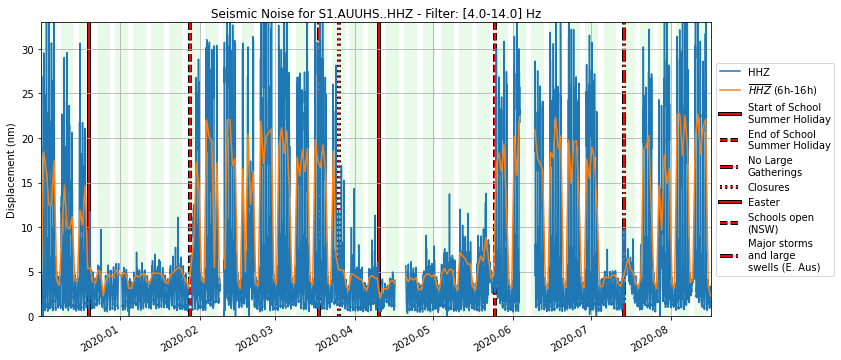 Seismic Noise for S1.AUUHS..HHZ - Filter: [4.0-14.0] Hz
Displacement (nm)
30
25
20
15
10
5
0
2020-01
2020-02
2020-03
2020-04
2020-05
2020-06
2020-07
2020-08
HHZ
HHZ (6h-16h)
Start of School
Summer Holiday
End of School
Summer Holiday
No Large
Gatherings
Closures
Easter
Schools open
(NSW)
Major storms
and large
swells (E. Aus)